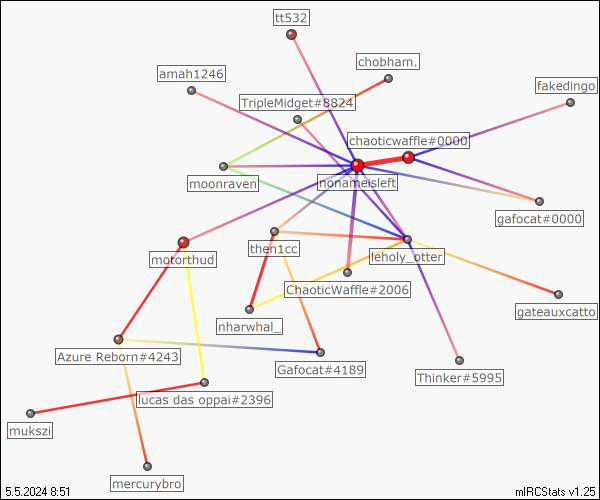 tt532
chobham.
amah1246
fakedingo
TripleMidget#8824
chaoticwaffle#0000
moonraven
nonameisleft
gafocat#0000
then1cc
leholy_otter
motorthud
ChaoticWaffle#2006
gateauxcatto
nharwhal_
Azure Reborn#4243
Gafocat#4189
Thinker#5995
lucas das oppai#2396
mukszi
mercurybro
5.5.2024 8:51
mIRCStats v1.25